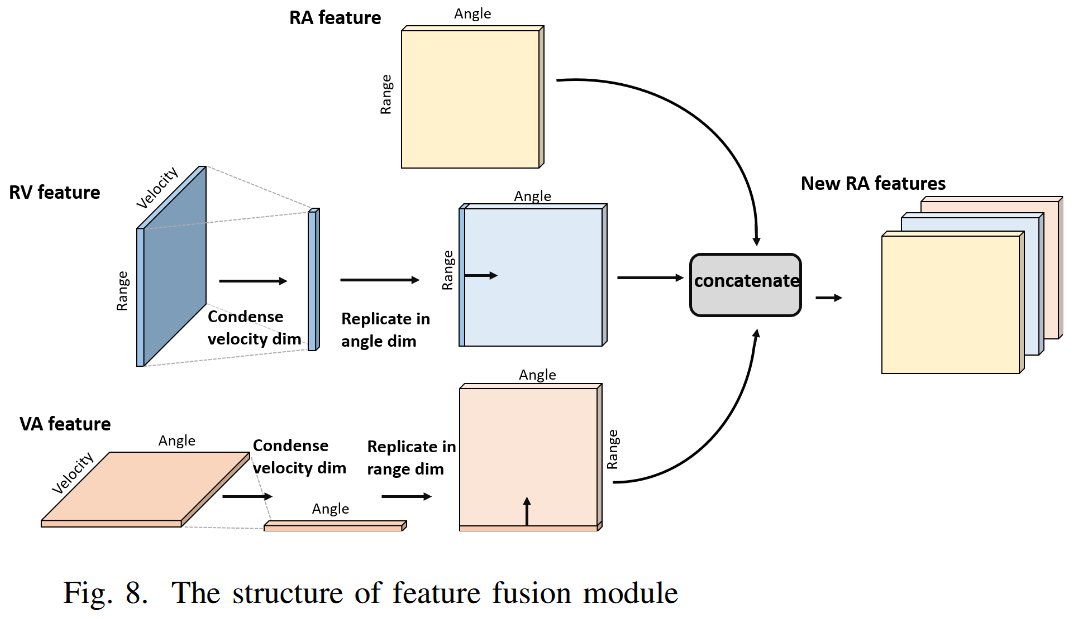 RA feature
Angle
Range
RV feature
Velocity
Range
Condense
velocity dim
Replicate in
angle dim
Angle
Range
concatenate
New RA features
VA feature
Angle
Velocity
Condense
velocity dim
Angle
Replicate in
range dim
Angle
Range
Fig. 8. The structure of feature fusion module